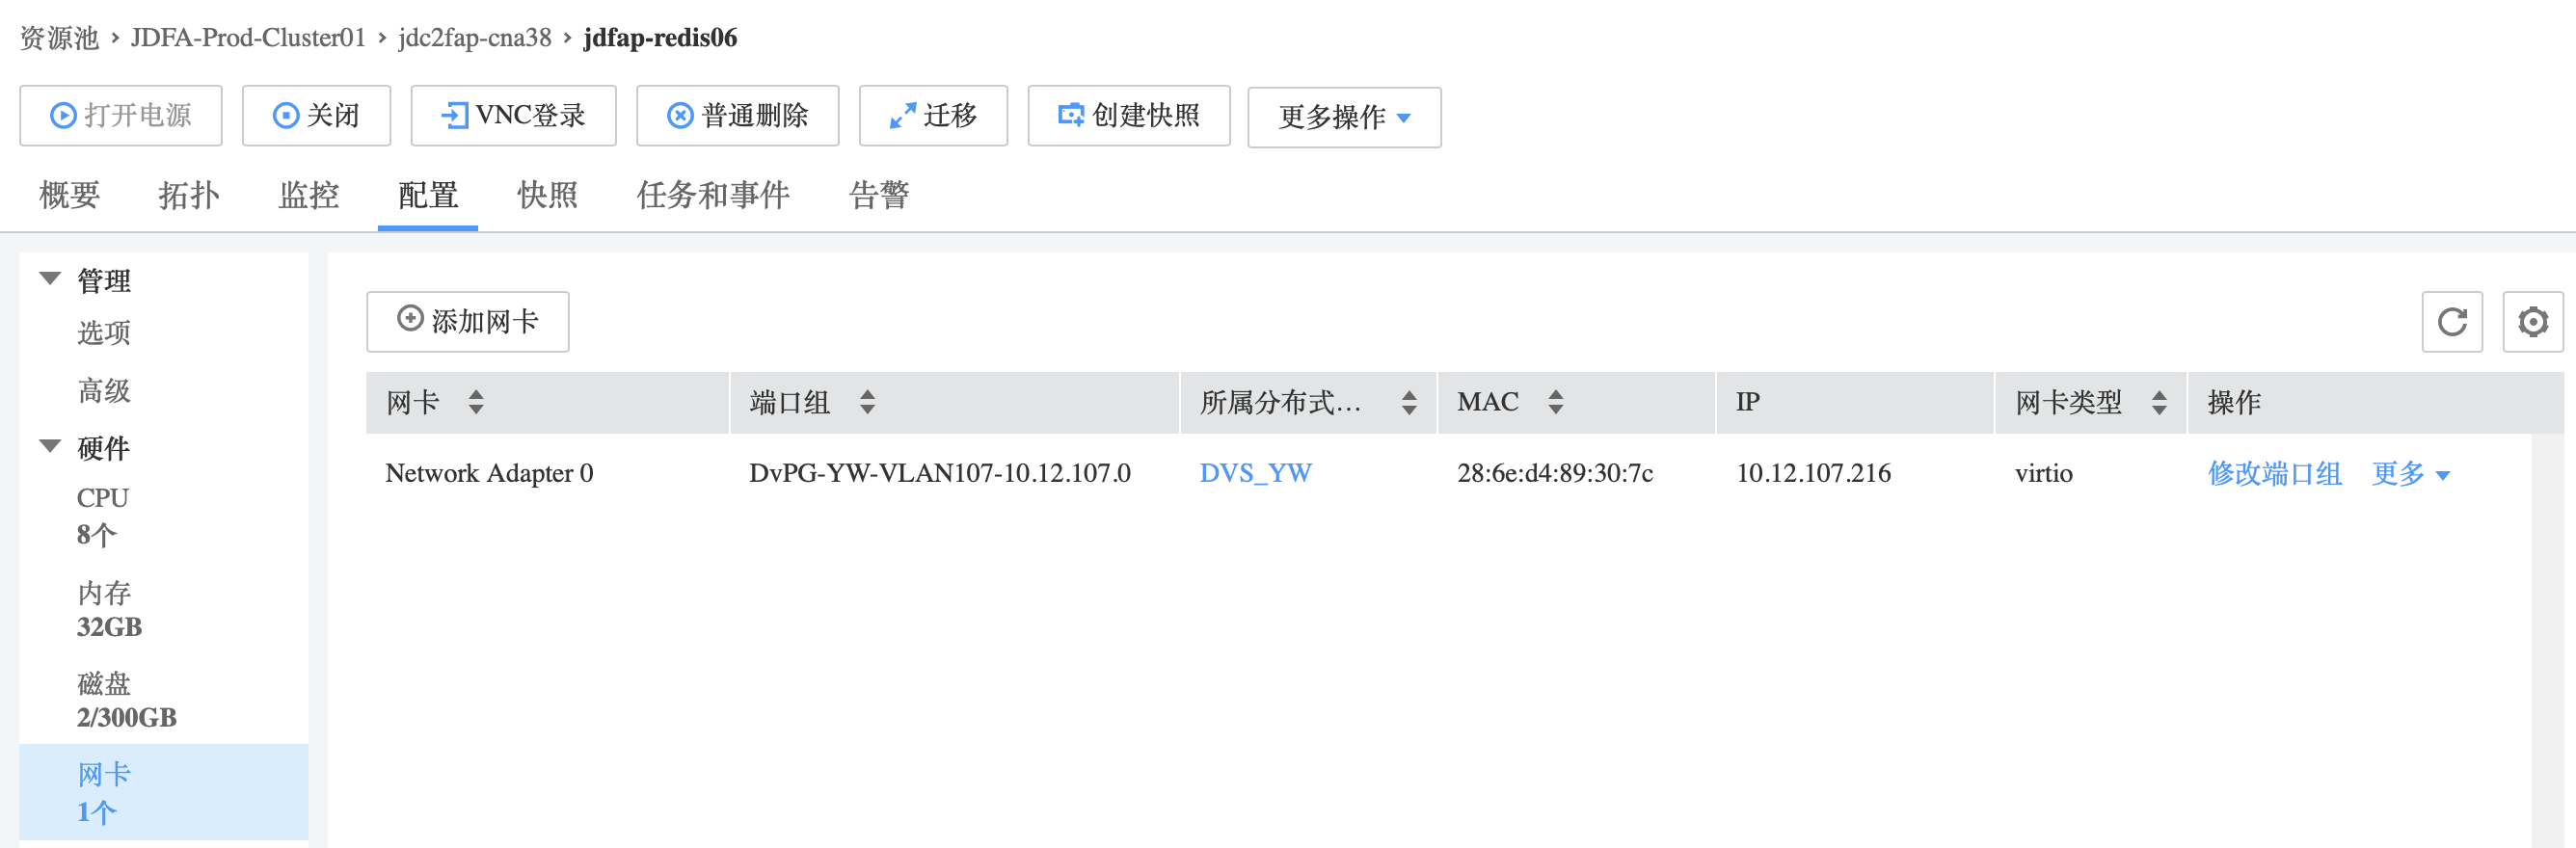 资源池 › JDFA-Prod-Cluster01 › jdc2fap-cna38 › jdfap-redis06
打开电源 关闭 VNC登录 普通删除 迁移 创建快照 更多操作
概要 拓扑 监控 配置 快照 任务和事件 告警
管理
选项
高级
硬件
CPU
8个
内存
32GB
磁盘
2/300GB
网卡
1个
添加网卡
网卡 端口组 所属分布式... MAC IP 网卡类型 操作
Network Adapter 0 DvPG-YW-VLAN107-10.12.107.0 DVS_YW 28:6e:d4:89:30:7c 10.12.107.216 virtio 修改端口组 更多